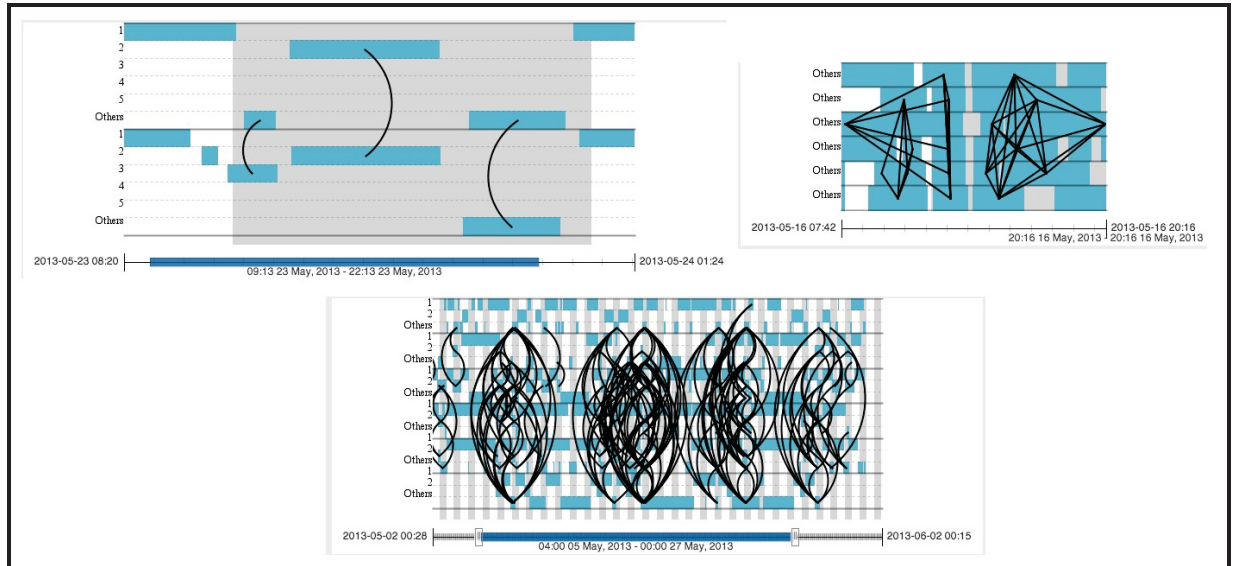 1
2
3
4
5
Others
1
2
3
4
5
Others
2013-05-23 08:20
2013-05-24 01:24
09:13 23 May, 2013 - 22:13 23 May, 2013
Others
Others
Others
Others
Others
Others
2013-05-16 07:42
2013-05-16 20:16
20:16 16 May, 2013 - 20:16 16 May, 2013
1
2
Others
1
2
Others
1
2
Others
1
2
Others
1
2
Others
1
2
Others
2013-05-02 00:28
2013-06-02 00:15
04:00 05 May, 2013 - 00:00 27 May, 2013